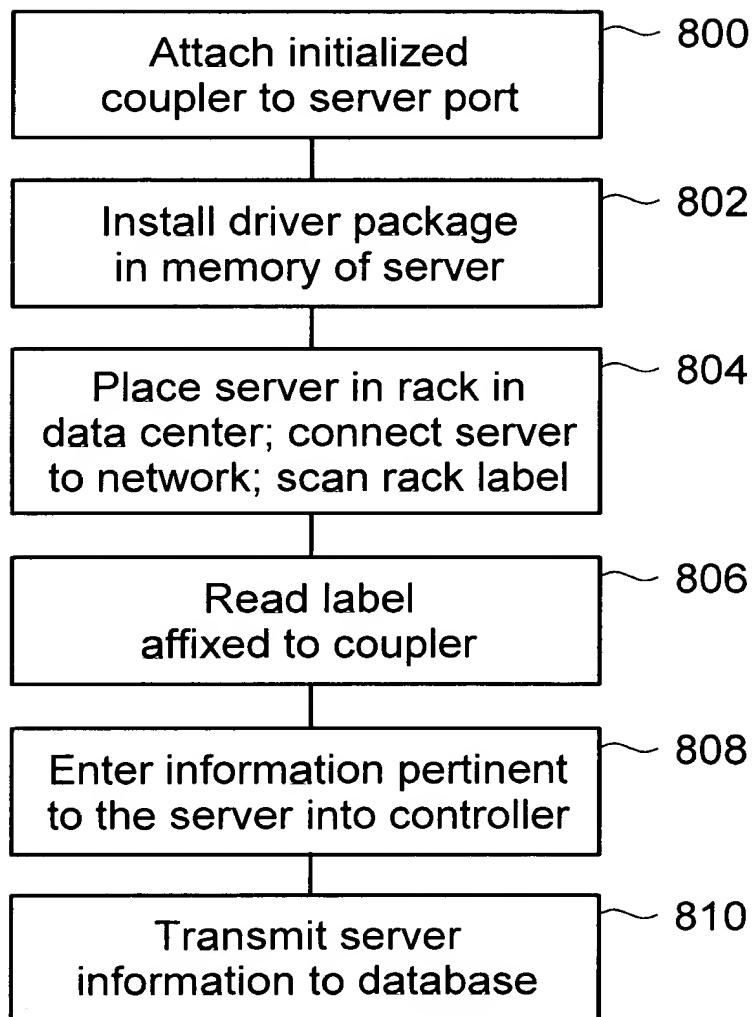 Attach initialized
coupler to server port
800
Install driver package
in memory of server
802
Place server in rack in
data center; connect server
to network; scan rack label
804
Read label
affixed to coupler
806
Enter information pertinent
to the server into controller
808
Transmit server
information to database
810